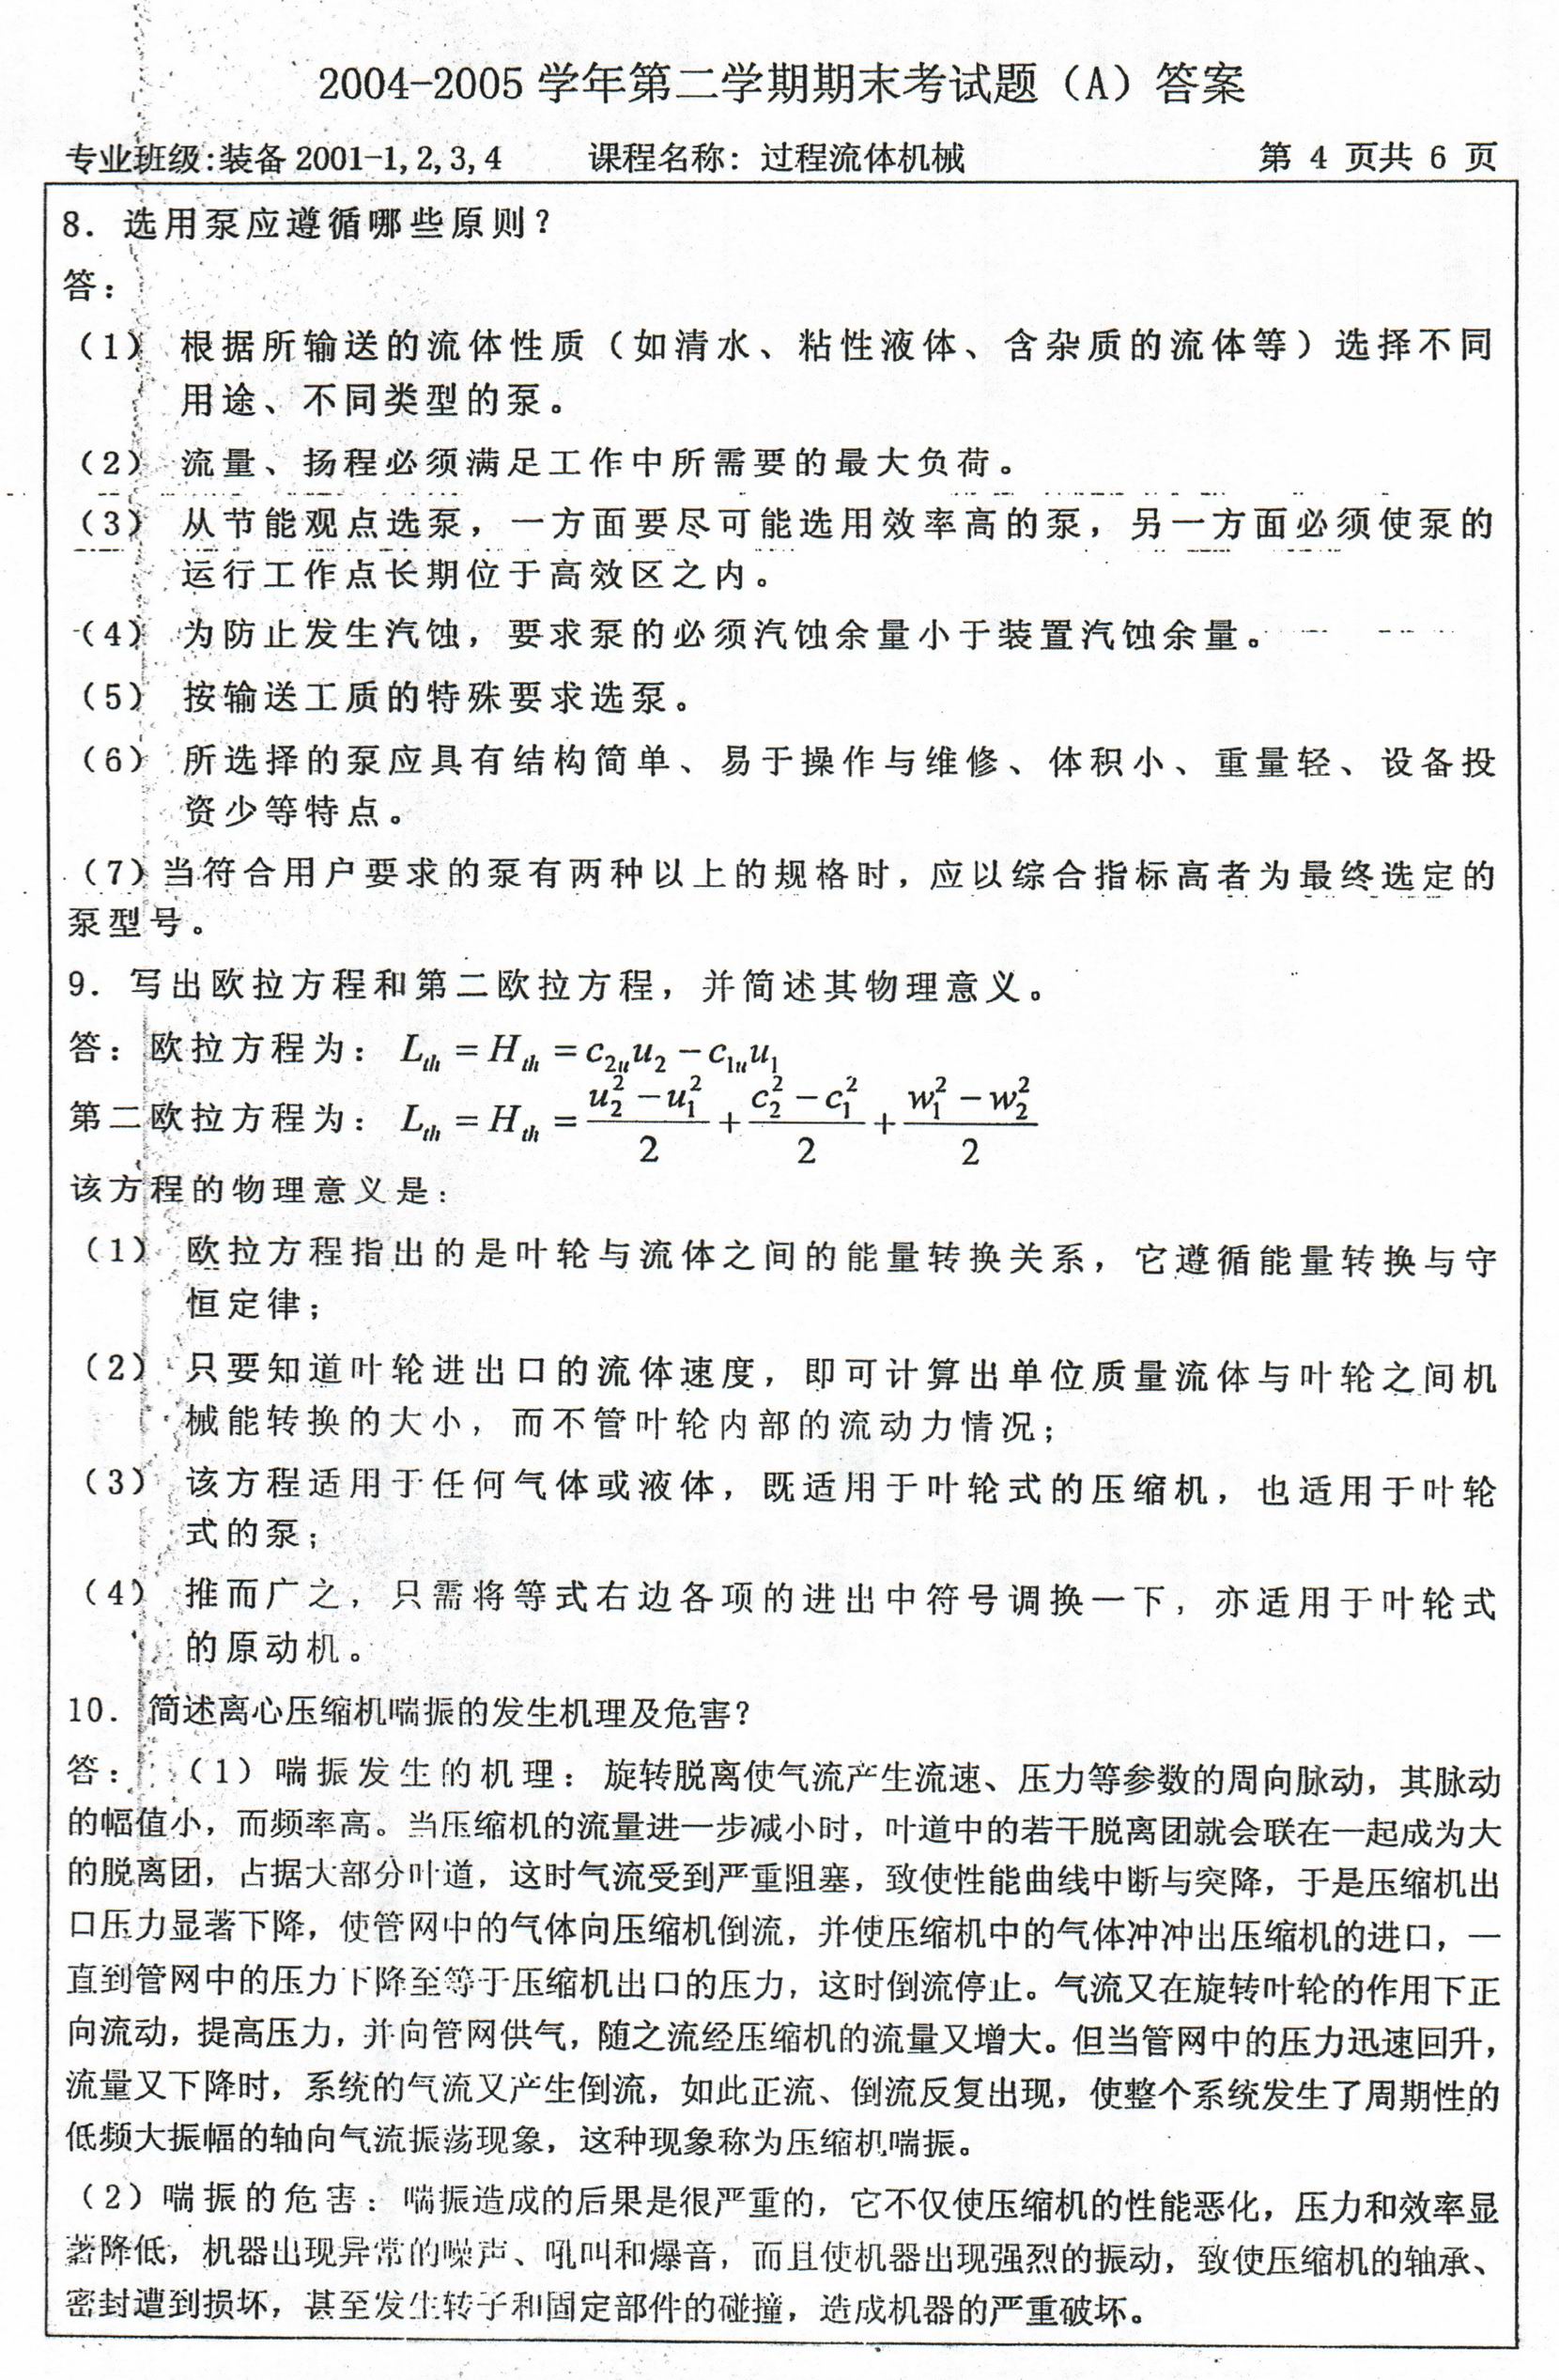 2004-2005 学年第二学期期末考试题（A）答案
专业班级:装备 2001-1,2,3,4 课程名称：过程流体机械 第 4 页共 6 页
8. 选用泵应遵循哪些原则？
答：
（1） 根据所输送的流体性质（如清水、粘性液体、含杂质的流体等）选择不同
用途、不同类型的泵。
（2） 流量、扬程必须满足工作中所需要的最大负荷。
（3） 从节能观点选泵，一方面要尽可能选用效率高的泵，另一方面必须使泵的
运行工作点长期位于高效区之内。
（4） 为防止发生汽蚀，要求泵的必须汽蚀余量小于装置汽蚀余量。
（5） 按输送工质的特殊要求选泵。
（6） 所选择的泵应具有结构简单、易于操作与维修、体积小、重量轻、设备投
资少等特点。
（7）当符合用户要求的泵有两种以上的规格时，应以综合指标高者为最终选定的
泵型号。
9. 写出欧拉方程和第二欧拉方程，并简述其物理意义。
答：欧拉方程为： $L_{th} = H_{th} = c_{2u}u_2 - c_{1u}u_1$
第二欧拉方程为： $L_{th} = H_{th} = \frac{u_2^2 - u_1^2}{2} + \frac{c_2^2 - c_1^2}{2} + \frac{w_1^2 - w_2^2}{2}$
该方程的物理意义是：
（1） 欧拉方程指出的是叶轮与流体之间的能量转换关系，它遵循能量转换与守
恒定律；
（2） 只要知道叶轮进出口的流体速度，即可计算出单位质量流体与叶轮之间机
械能转换的大小，而不管叶轮内部的流动力情况；
（3） 该方程适用于任何气体或液体，既适用于叶轮式的压缩机，也适用于叶轮
式的泵；
（4） 推而广之，只需将等式右边各项的进出中符号调换一下，亦适用于叶轮式
的原动机。
10. 简述离心压缩机喘振的发生机理及危害？
答：（1）喘振发生的机理：旋转脱离使气流产生流速、压力等参数的周向脉动，其脉动
的幅值小，而频率高。当压缩机的流量进一步减小时，叶道中的若干脱离团就会联在一起成为大
的脱离团，占据大部分叶道，这时气流受到严重阻塞，致使性能曲线中断与突降，于是压缩机出
口压力显著下降，使管网中的气体向压缩机倒流，并使压缩机中的气体冲冲出压缩机的进口，一
直到管网中的压力下降至等于压缩机出口的压力，这时倒流停止。气流又在旋转叶轮的作用下正
向流动，提高压力，并向管网供气，随之流经压缩机的流量又增大。但当管网中的压力迅速回升，
流量又下降时，系统的气流又产生倒流，如此正流、倒流反复出现，使整个系统发生了周期性的
低频大振幅的轴向气流振荡现象，这种现象称为压缩机喘振。
（2）喘振的危害：喘振造成的后果是很严重的，它不仅使压缩机的性能恶化，压力和效率显
著降低，机器出现异常的噪声、吼叫和爆音，而且使机器出现强烈的振动，致使压缩机的轴承、
密封遭到损坏，甚至发生转子和固定部件的碰撞，造成机器的严重破坏。